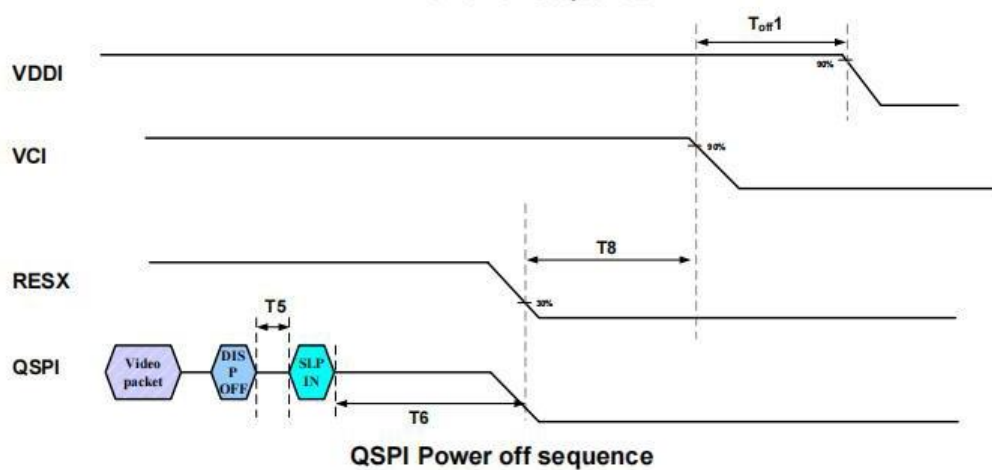 T_off1
VDDI
90%
VCI
90%
T8
RESX
30%
T5
QSPI
Video
packet
DIS
P
OFF
SLP
IN
T6
QSPI Power off sequence